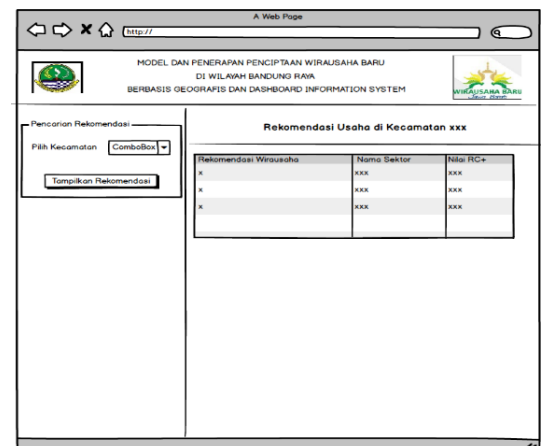 A Web Page
http://
MODEL DAN PENERAPAN PENCIPTAAN WIRAUSAHA BARU
DI WILAYAH BANDUNG RAYA
BERBASIS GEOGRAFIS DAN DASHBOARD INFORMATION SYSTEM
WIRAUSAHA BARU
Jawa Barat
Pencarian Rekomendasi
Pilih Kecamatan ComboBox
Tampilkan Rekomendasi
Rekomendasi Usaha di Kecamatan xxx
Rekomendasi Wirausaha Nama Sektor Nilai RC+
x xxx xxx
x xxx xxx
x xxx xxx